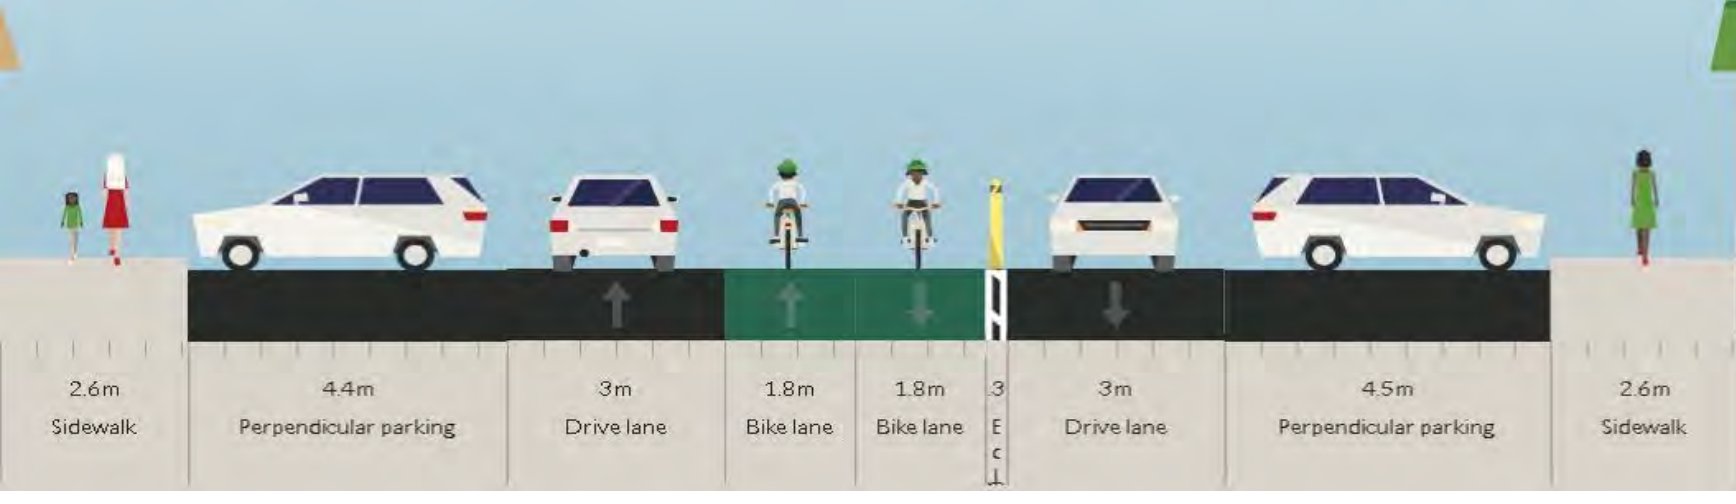 2.6m 4.4m 3m 1.8m 1.8m .3 3m 4.5m 2.6m
Sidewalk Perpendicular parking Drive lane Bike lane Bike lane E Drive lane Perpendicular parking Sidewalk
c